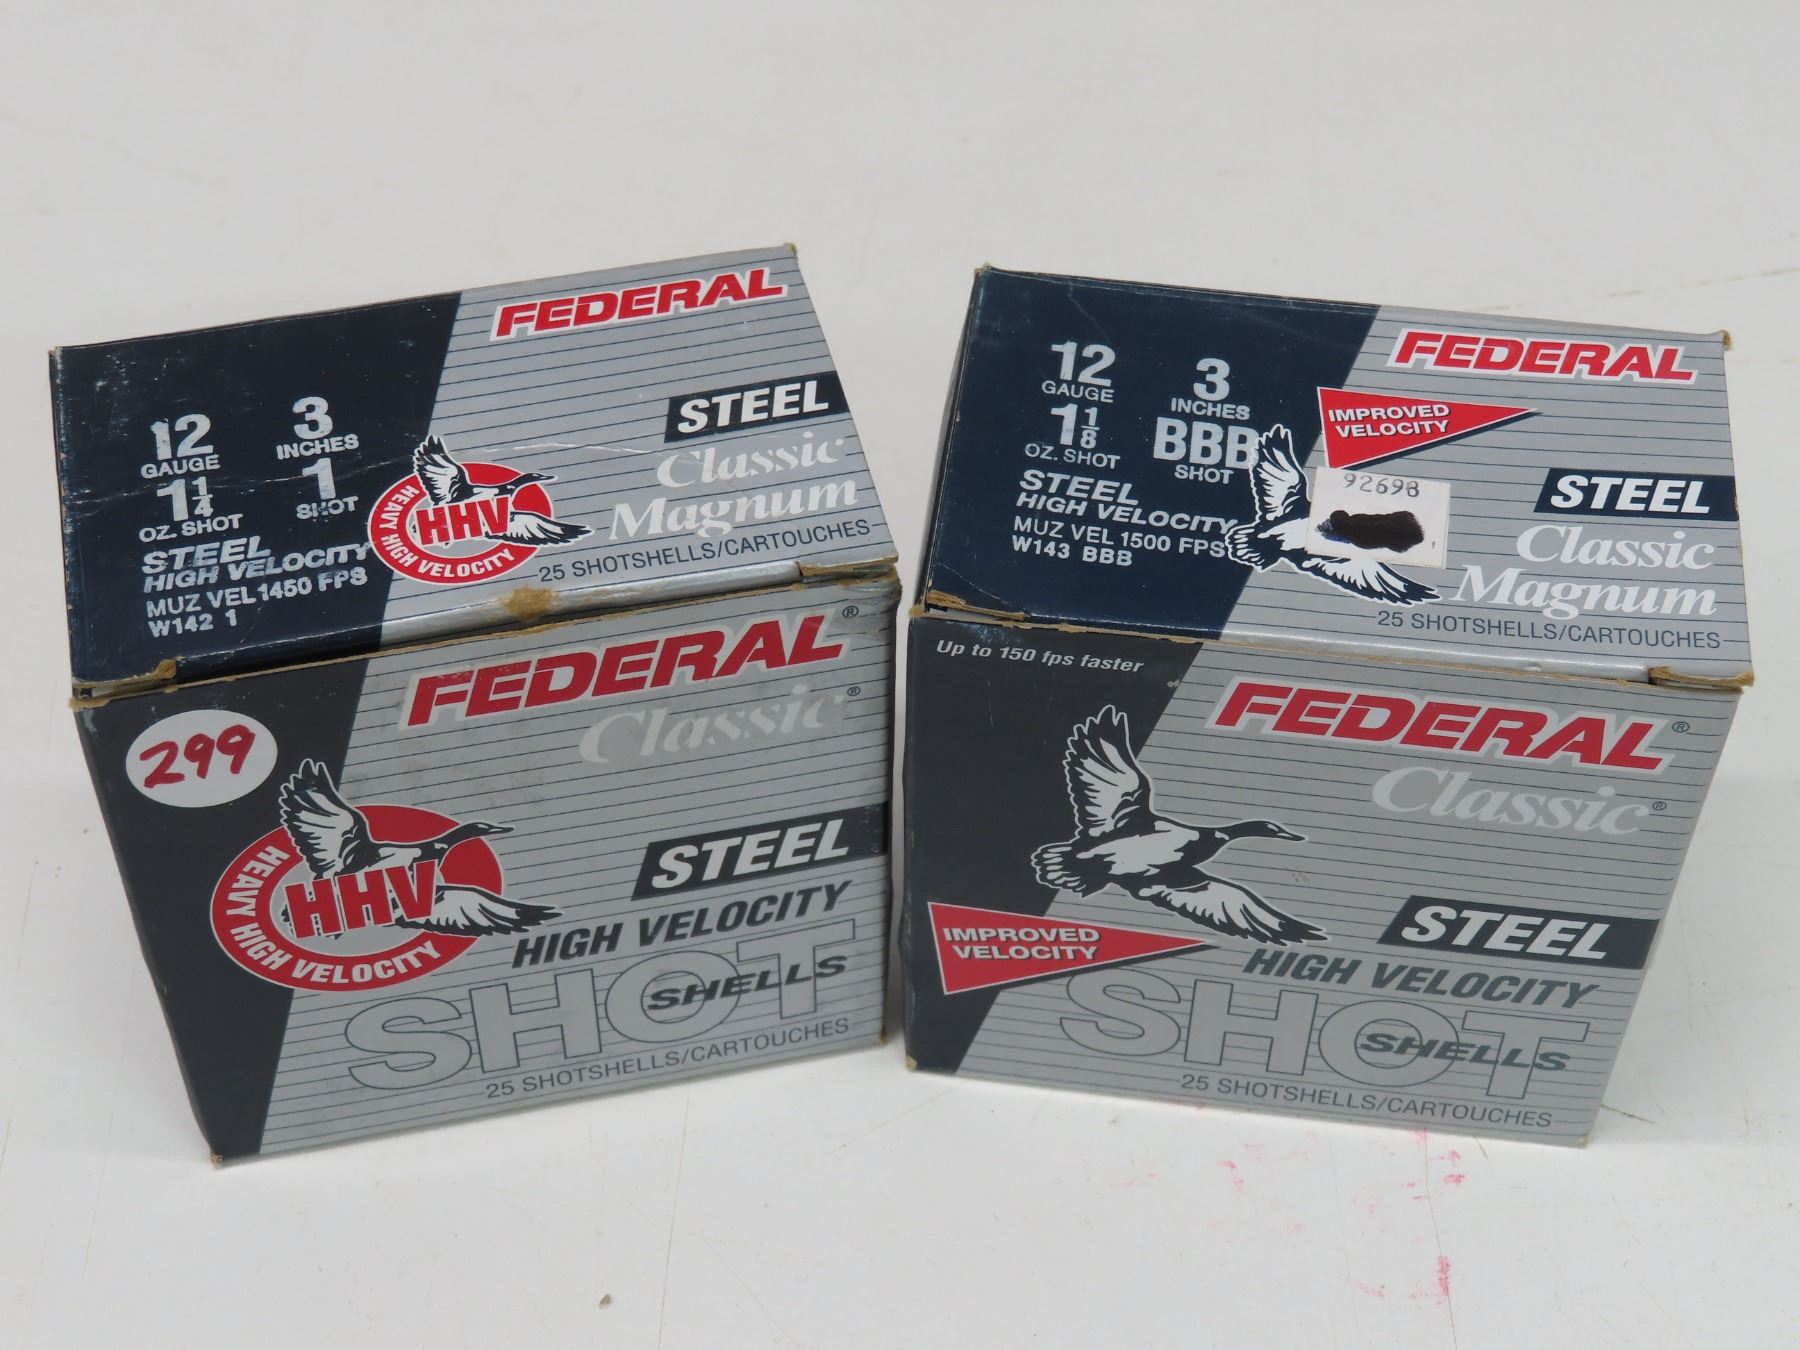 FEDERAL
STEEL
Classic
Magnum
25 SHOTSHELLS/CARTOUCHES
12
GAUGE
3
INCHES
1 1/4
OZ. SHOT
1
SHOT
STEEL
HIGH VELOCITY
MUZ VEL 1450 FPS
W142 1
HHV
HEAVY HIGH VELOCITY
FEDERAL®
Classic®
299
HHV
HEAVY HIGH VELOCITY
STEEL
HIGH VELOCITY
SHOT
SHELLS
25 SHOTSHELLS/CARTOUCHES
FEDERAL
12
GAUGE
3
INCHES
1 1/8
OZ. SHOT
BBB
SHOT
STEEL
HIGH VELOCITY
MUZ VEL 1500 FPS
W143 BBB
IMPROVED
VELOCITY
92698
STEEL
Classic
Magnum
25 SHOTSHELLS/CARTOUCHES
Up to 150 fps faster
FEDERAL®
Classic®
IMPROVED
VELOCITY
STEEL
HIGH VELOCITY
SHOT
SHELLS
25 SHOTSHELLS/CARTOUCHES